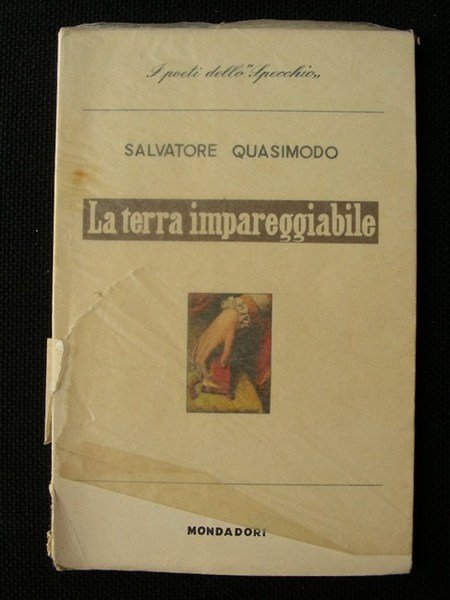 I poeti dello "Specchio„
SALVATORE QUASIMODO
La terra impareggiabile
MONDADORI